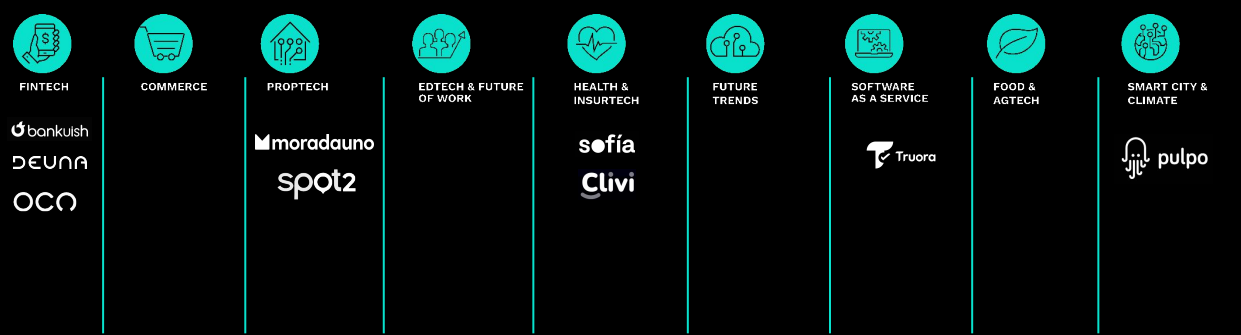 $
FINTECH
bankuish
DEUNA
OCN
COMMERCE
PROPTECH
moradauno
spot2
EDTECH & FUTURE
OF WORK
HEALTH &
INSURTECH
sofía
Clivi
FUTURE
TRENDS
SOFTWARE
AS A SERVICE
Truora
FOOD &
AGTECH
SMART CITY &
CLIMATE
pulpo